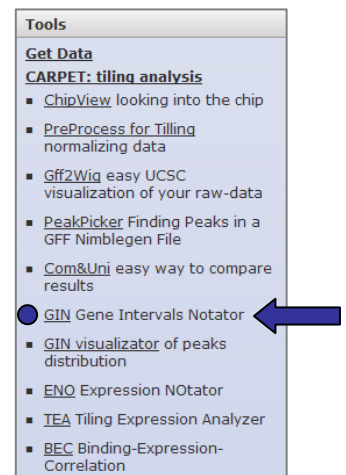 Tools
Get Data
CARPET: tiling analysis
ChipView looking into the chip
PreProcess for Tilling
normalizing data
Gff2Wig easy UCSC
visualization of your raw-data
PeakPicker Finding Peaks in a
GFF Nimblegen File
Com&Uni easy way to compare
results
GIN Gene Intervals Notator
GIN visualizator of peaks
distribution
ENO Expression NOtator
TEA Tiling Expression Analyzer
BEC Binding-Expression-
Correlation